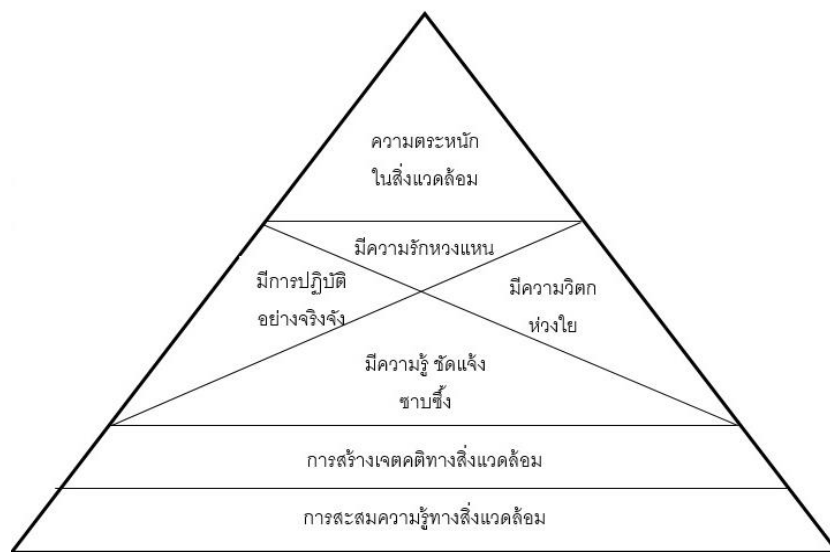 ความตระหนัก
ในสิ่งแวดล้อม
มีความรักหวงแหน
มีการปฏิบัติ
อย่างจริงจัง
มีความวิตก
ห่วงใย
มีความรู้ ชัดแจ้ง
ซาบซึ้ง
การสร้างเจตคติทางสิ่งแวดล้อม
การสะสมความรู้ทางสิ่งแวดล้อม